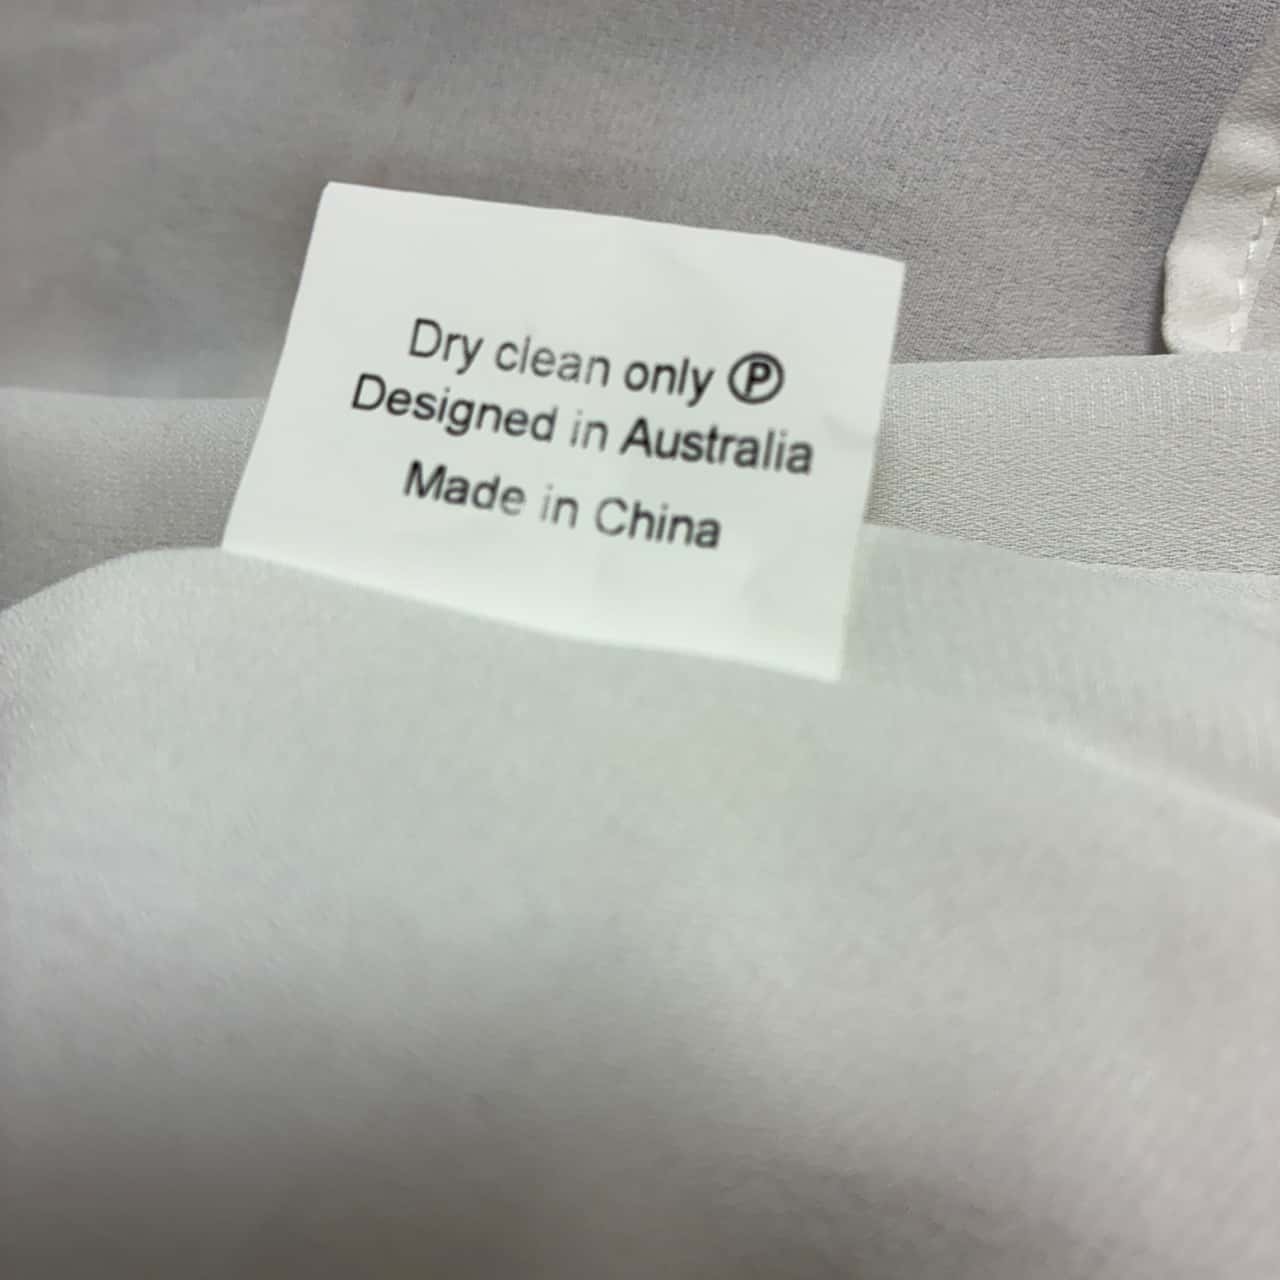 Dry clean only Ⓟ
Designed in Australia
Made in China